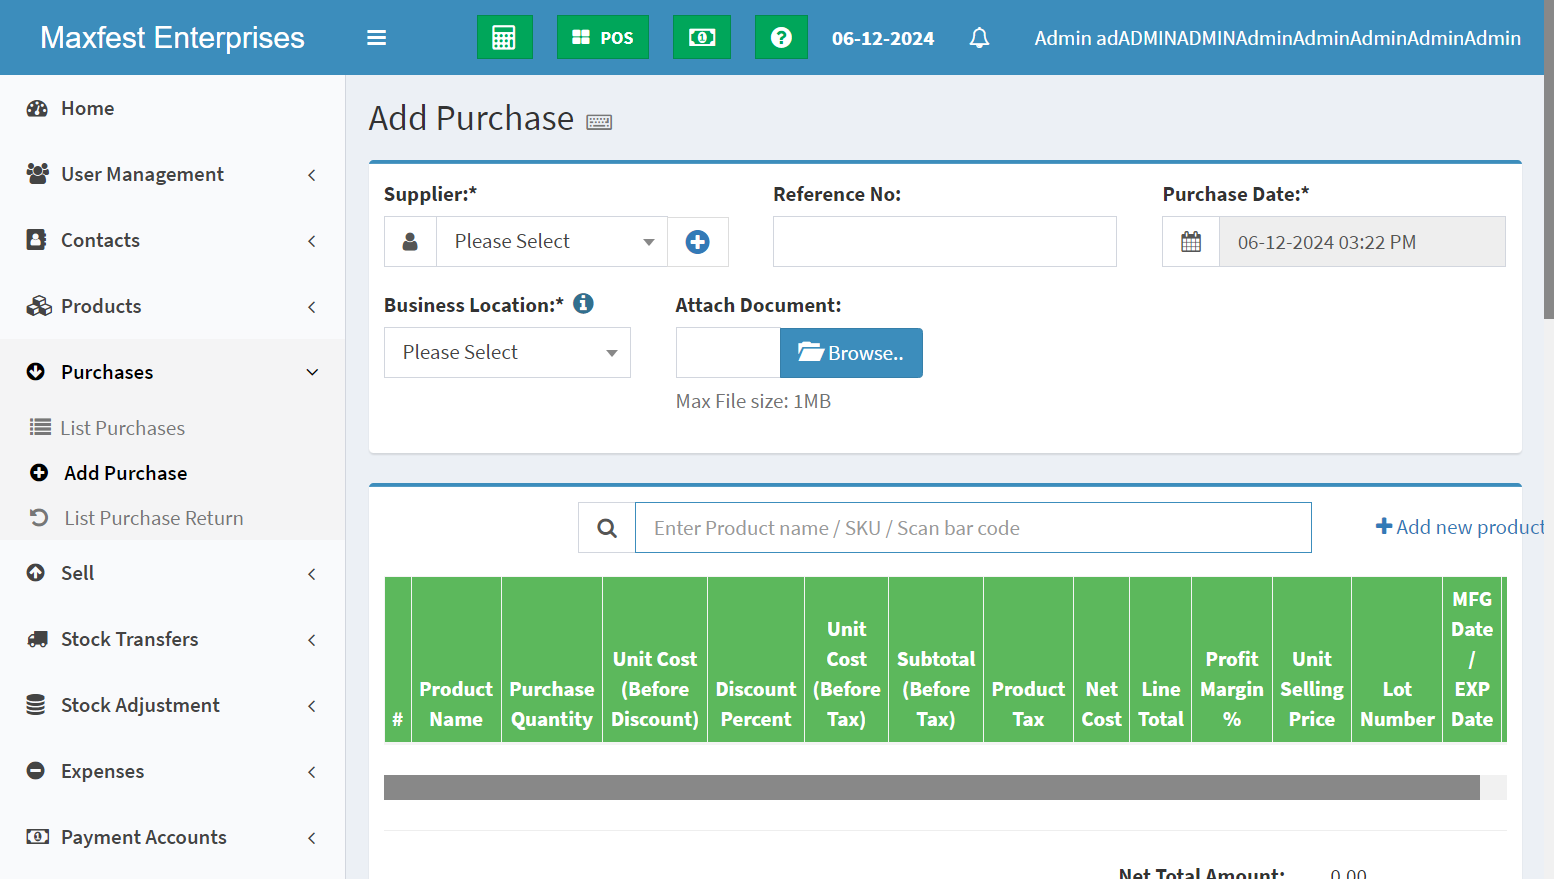 Maxfest Enterprises
POS
06-12-2024
Admin adADMINADMINAdminAdminAdminAdminAdmin
Home
User Management
Contacts
Products
Purchases
List Purchases
Add Purchase
List Purchase Return
Sell
Stock Transfers
Stock Adjustment
Expenses
Payment Accounts
Add Purchase
Supplier:*
Please Select
Reference No:
Purchase Date:*
06-12-2024 03:22 PM
Business Location:*
Please Select
Attach Document:
Browse..
Max File size: 1MB
Enter Product name / SKU / Scan bar code
Add new product
#
Product
Name
Purchase
Quantity
Unit Cost
(Before
Discount)
Discount
Percent
Unit
Cost
(Before
Tax)
Subtotal
(Before
Tax)
Product
Tax
Net
Cost
Line
Total
Profit
Margin
%
Unit
Selling
Price
Lot
Number
MFG
Date
/
EXP
Date
Net Total Amount: 0.00